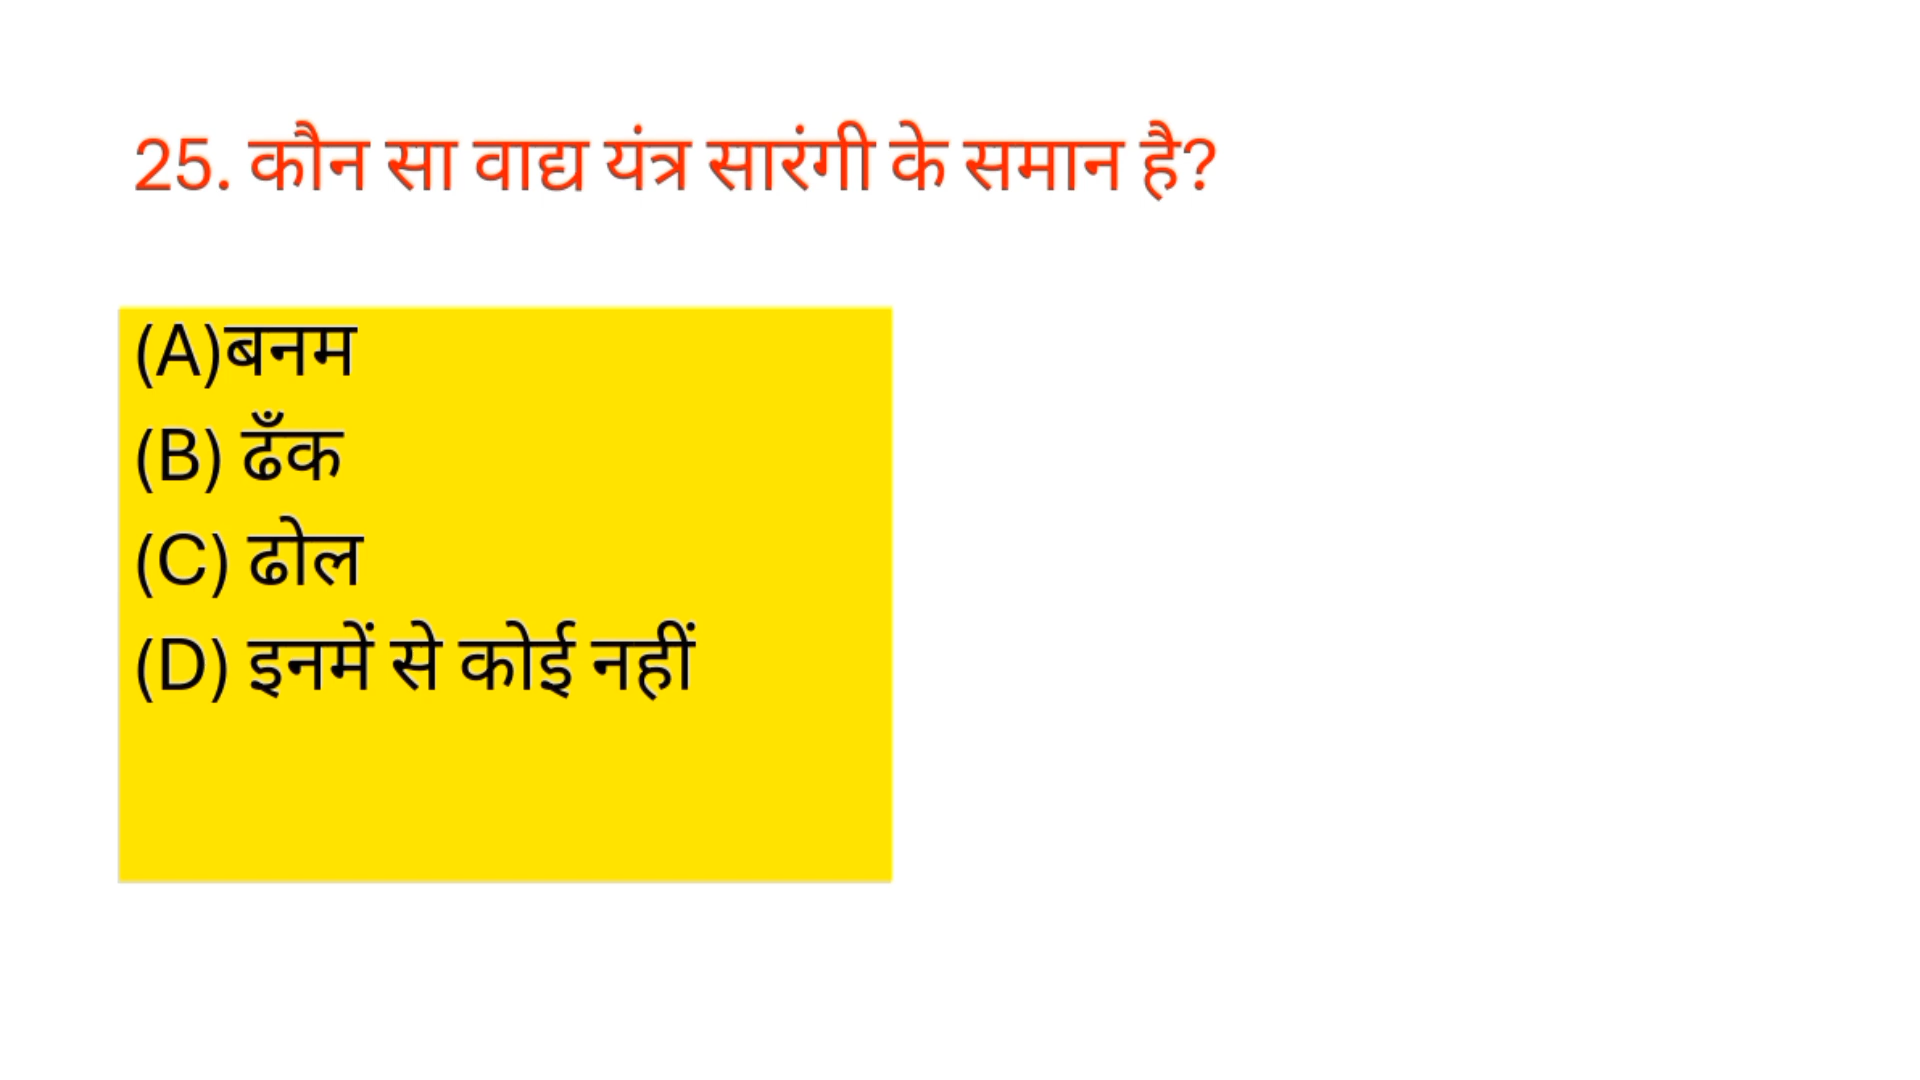 25. कौन सा वाद्य यंत्र सारंगी के समान है?
(A)बनम
(B) ढँक
(C) ढोल
(D) इनमें से कोई नहीं